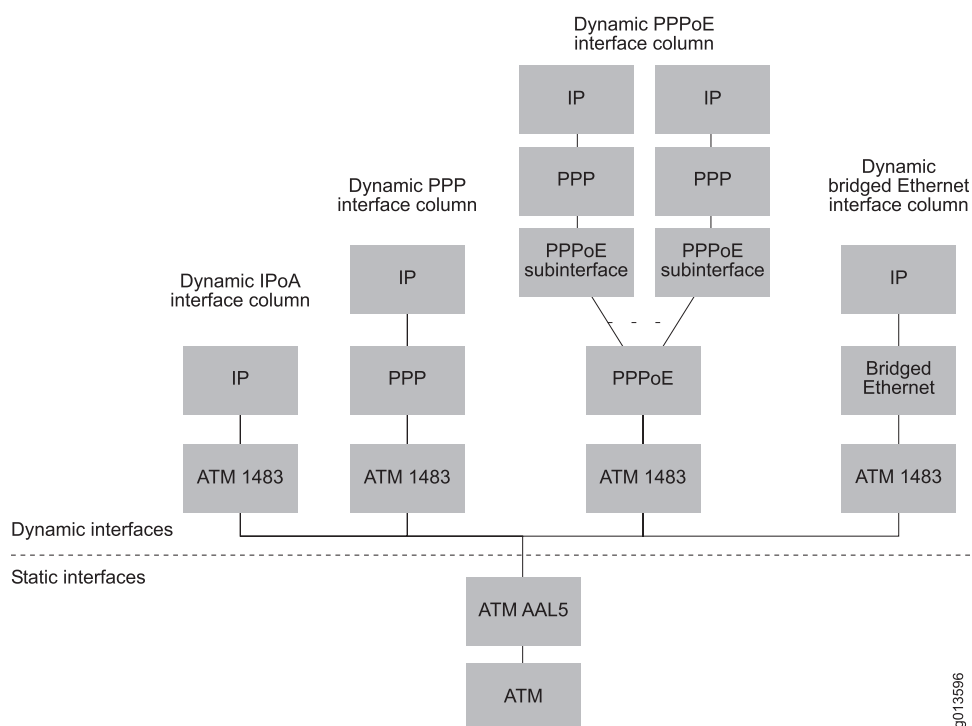 Dynamic PPPoE
interface column
IP
IP
PPP
PPP
PPPoE
subinterface
PPPoE
subinterface
PPPoE
ATM 1483
Dynamic IPoA
interface column
IP
ATM 1483
Dynamic PPP
interface column
IP
PPP
ATM 1483
Dynamic
bridged Ethernet
interface column
IP
Bridged
Ethernet
ATM 1483
Dynamic interfaces
Static interfaces
ATM AAL5
ATM
g013596